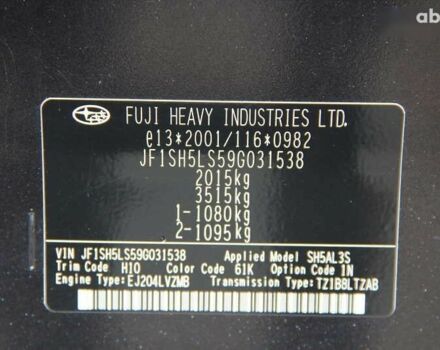 ab
FUJI HEAVY INDUSTRIES LTD.
e13*2001/116*0982
JF1SH5LS59G031538
2015kg
3515kg
1-1080kg
2-1095kg
VIN JF1SH5LS59G031538 Applied Model SH5AL3S
Trim Code H10 Color Code 61K Option Code 1N
Engine Type:EJ204LVZMB Transmission Type:TZ1B8LTZAB